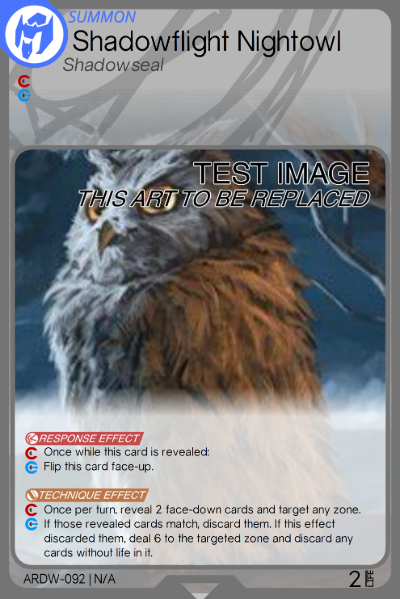 SUMMON
Shadowflight Nightowl
Shadowseal
TEST IMAGE
THIS ART TO BE REPLACED
RESPONSE EFFECT
Once while this card is revealed:
Flip this card face-up.
TECHNIQUE EFFECT
Once per turn, reveal 2 face-down cards and target any zone.
If those revealed cards match, discard them. If this effect
discarded them, deal 6 to the targeted zone and discard any
cards without life in it.
ARDW-092 | N/A
2 LIFE